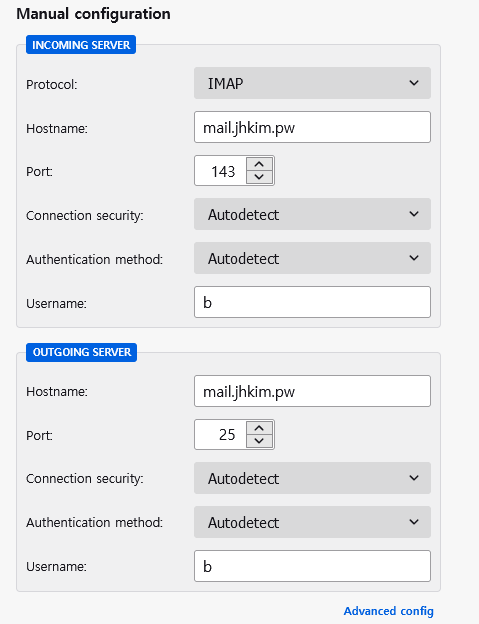 Manual configuration
INCOMING SERVER
Protocol: IMAP
Hostname: mail.jhkim.pw
Port: 143
Connection security: Autodetect
Authentication method: Autodetect
Username: b
OUTGOING SERVER
Hostname: mail.jhkim.pw
Port: 25
Connection security: Autodetect
Authentication method: Autodetect
Username: b
Advanced config